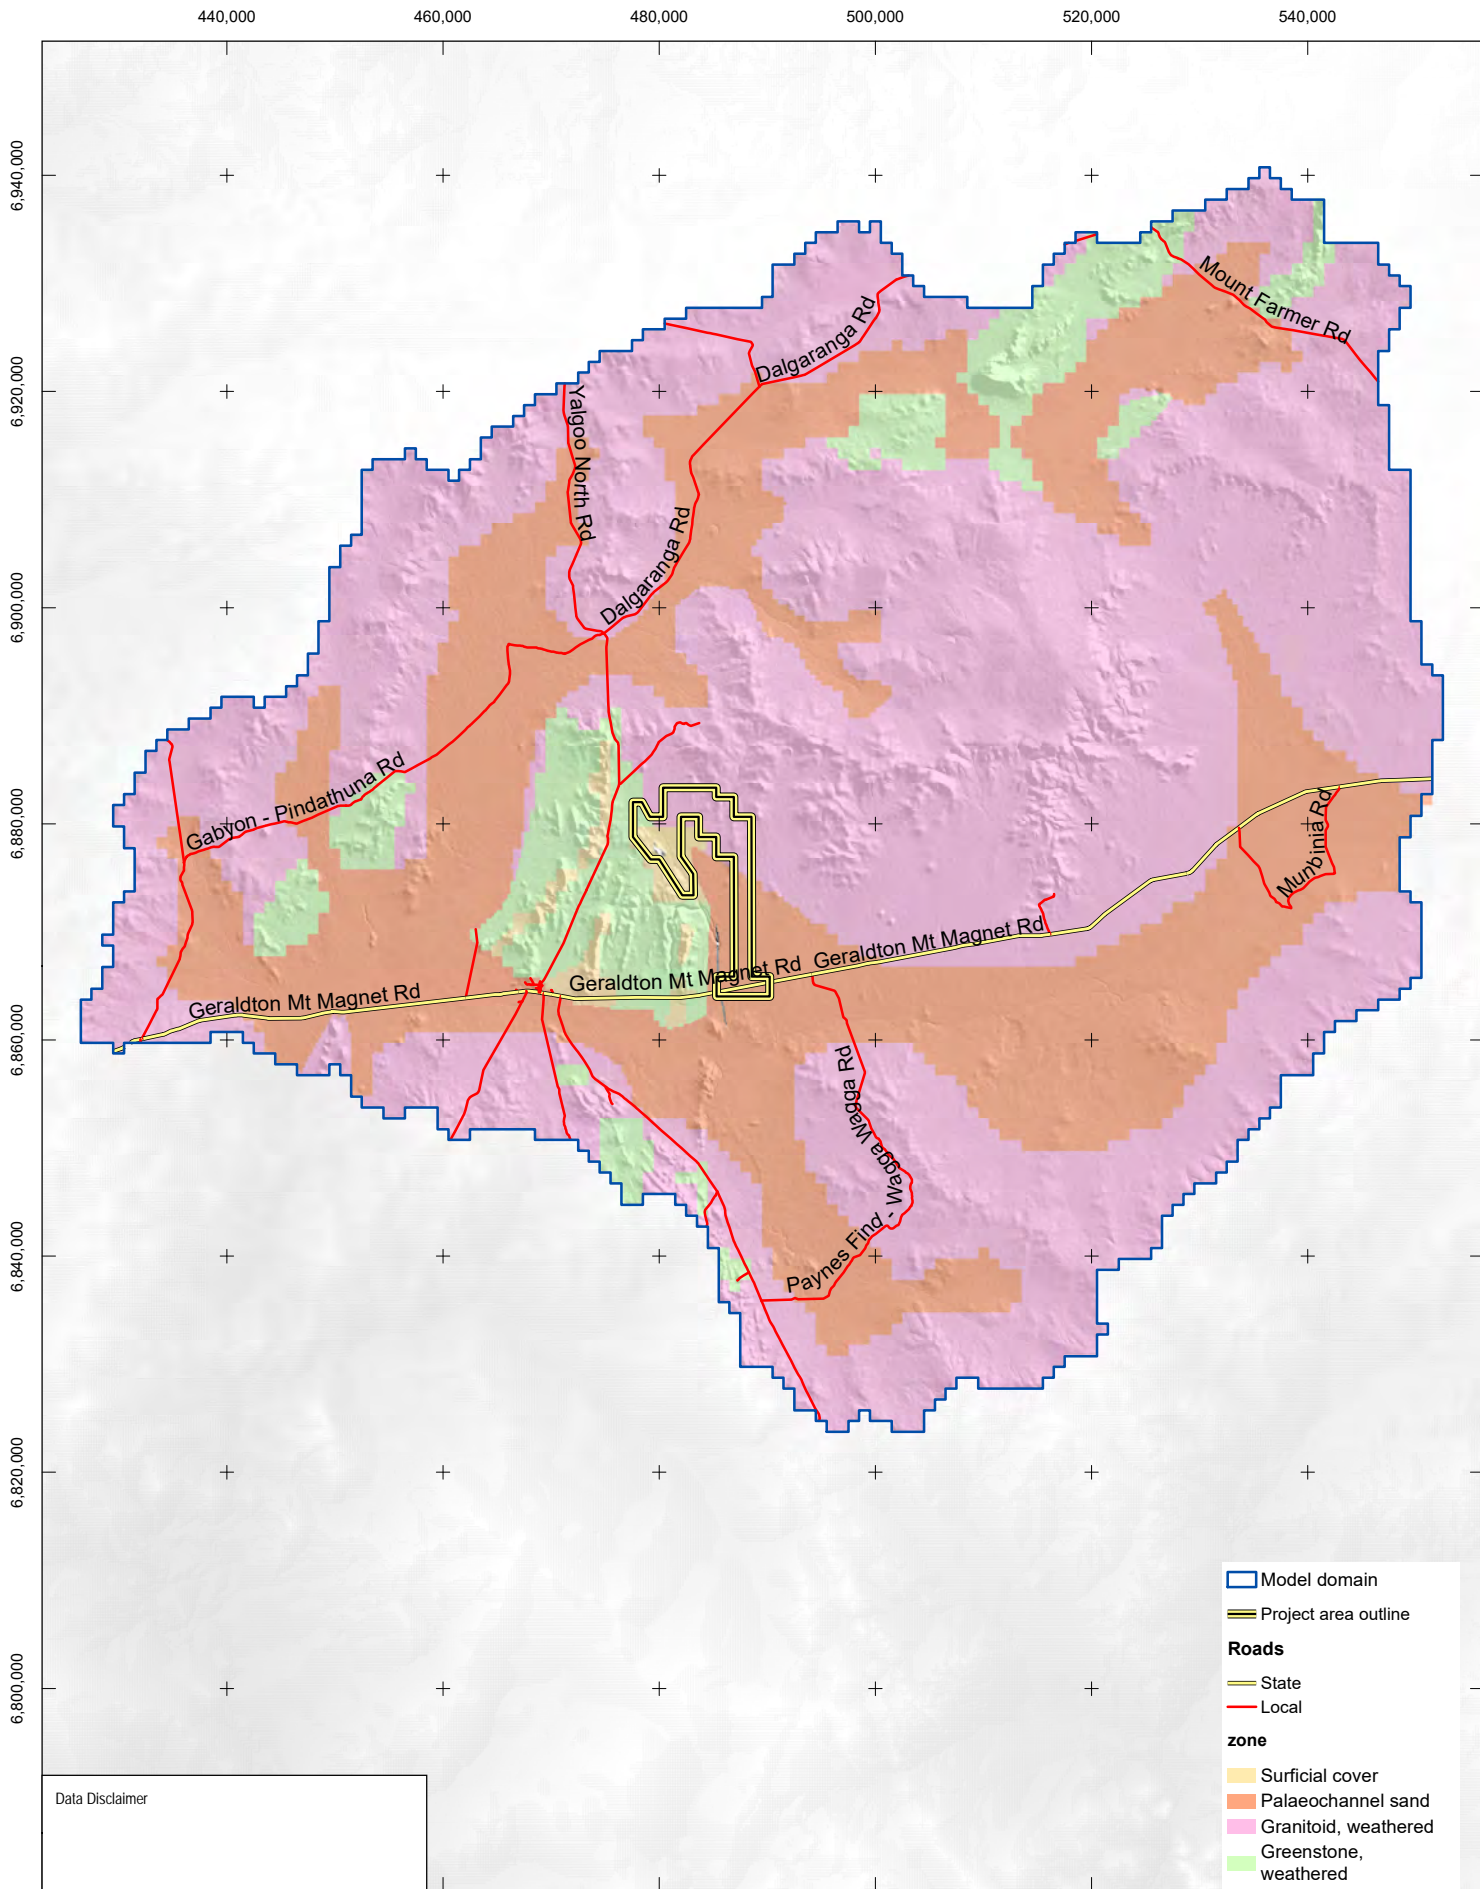 440,000
460,000
480,000
500,000
520,000
540,000
6,940,000
6,920,000
6,900,000
6,880,000
6,860,000
6,840,000
6,820,000
6,800,000
Mount Farmer Rd
Dalgaranga Rd
Yalgoo North Rd
Dalgaranga Rd
Gabyon - Pindathuna Rd
Munbinia Rd
Geraldton Mt Magnet Rd
Geraldton Mt Magnet Rd
Geraldton Mt Magnet Rd
Paynes Find - Wagga Wagga Rd
Model domain
Project area outline
Roads
State
Local
zone
Surficial cover
Palaeochannel sand
Granitoid, weathered
Greenstone,
weathered
Data Disclaimer